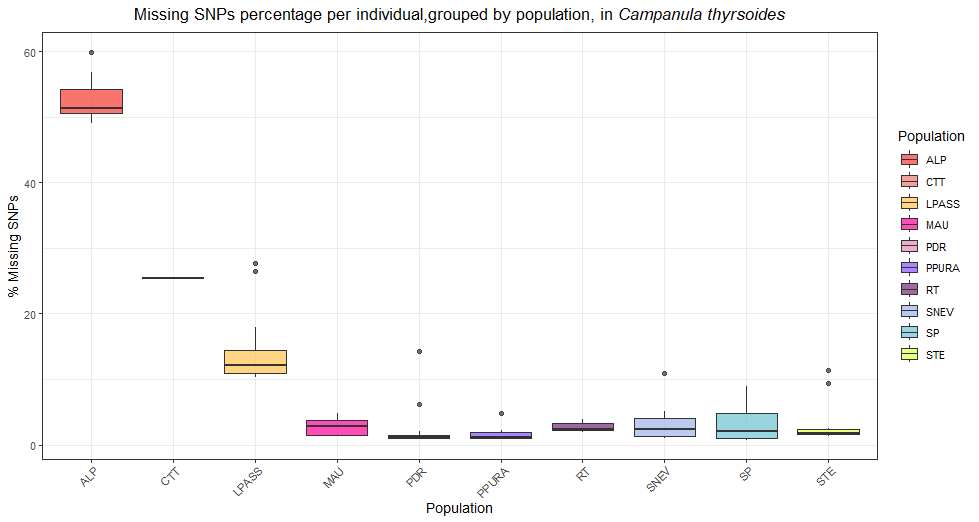 Missing SNPs percentage per individual,grouped by population, in Campanula thyrsoides
60
40
20
0
% Missing SNPs
ALP
CTT
LPASS
MAU
PDR
PPURA
RT
SNEV
SP
STE
Population
Population
ALP
CTT
LPASS
MAU
PDR
PPURA
RT
SNEV
SP
STE